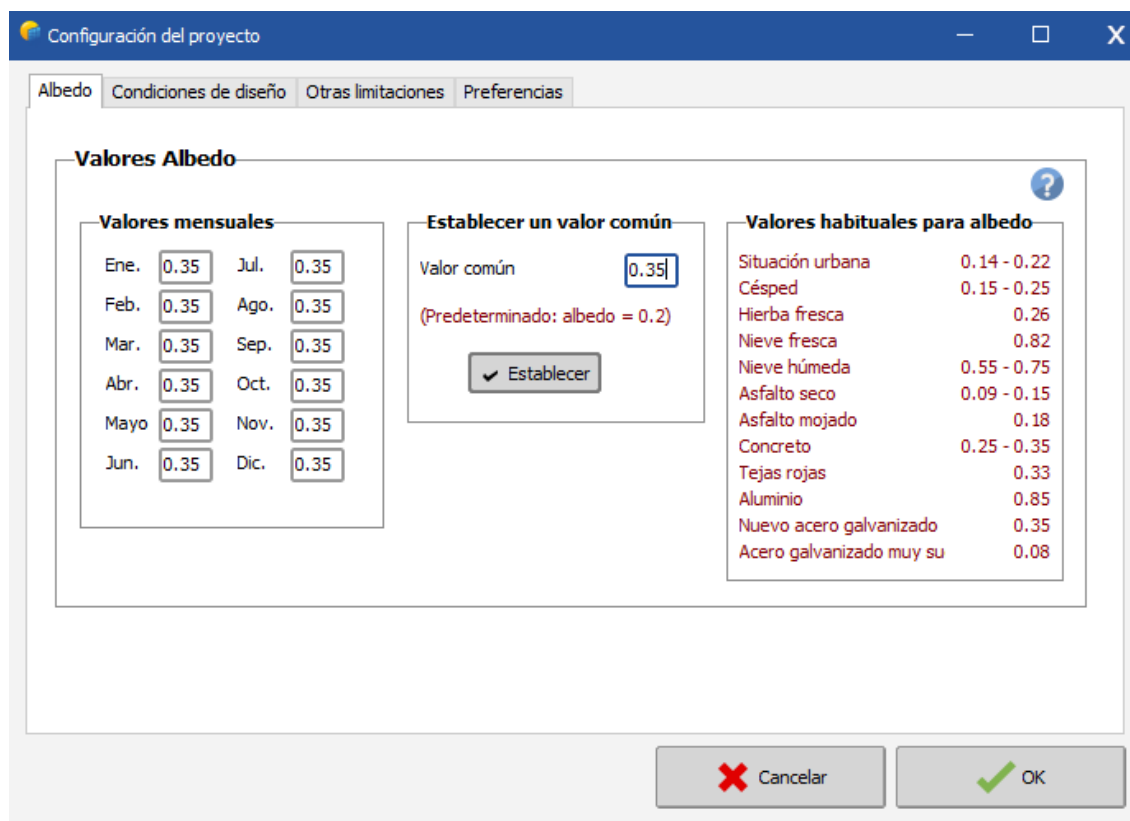 Configuración del proyecto
Albedo Condiciones de diseño Otras limitaciones Preferencias
Valores Albedo
Valores mensuales
Ene. 0.35 Jul. 0.35
Feb. 0.35 Ago. 0.35
Mar. 0.35 Sep. 0.35
Abr. 0.35 Oct. 0.35
Mayo 0.35 Nov. 0.35
Jun. 0.35 Dic. 0.35
Establecer un valor común
Valor común 0.35
(Predeterminado: albedo = 0.2)
Establecer
Valores habituales para albedo
Situación urbana 0.14 - 0.22
Césped 0.15 - 0.25
Hierba fresca 0.26
Nieve fresca 0.82
Nieve húmeda 0.55 - 0.75
Asfalto seco 0.09 - 0.15
Asfalto mojado 0.18
Concreto 0.25 - 0.35
Tejas rojas 0.33
Aluminio 0.85
Nuevo acero galvanizado 0.35
Acero galvanizado muy su 0.08
Cancelar OK